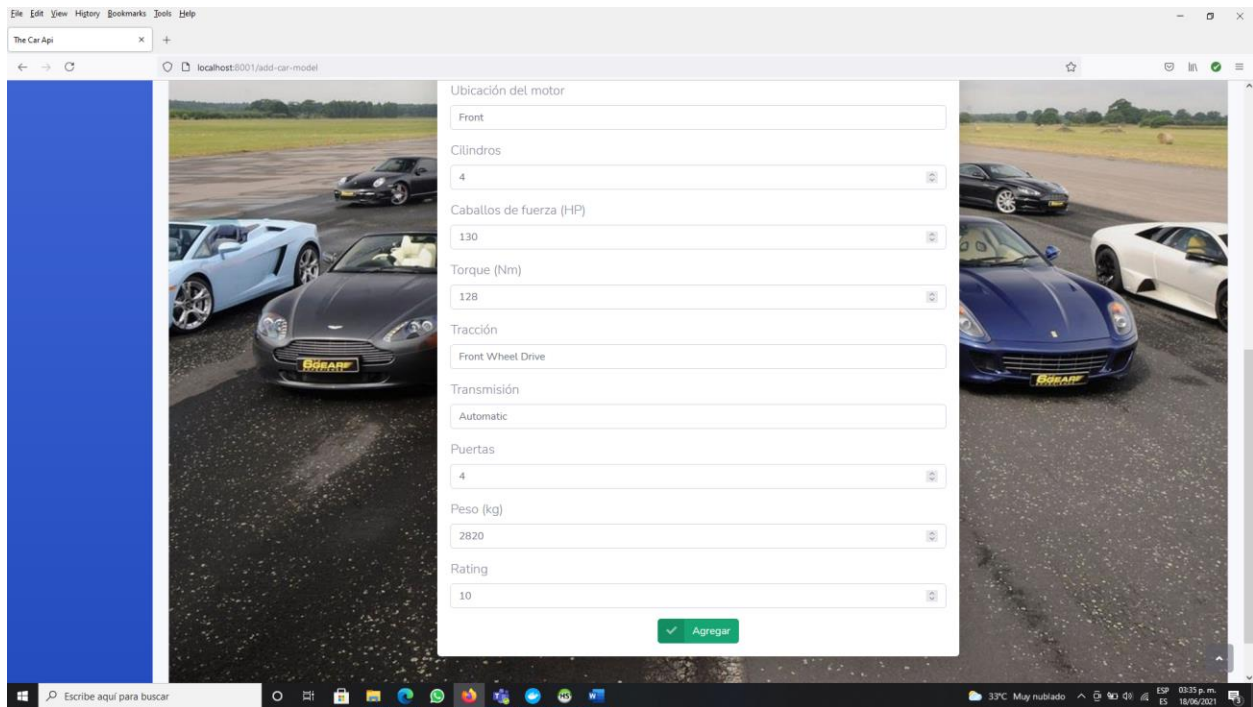 File Edit View History Bookmarks Tools Help
The Car Api
localhost:8001/add-car-model
Ubicación del motor
Front
Cilindros
4
Caballos de fuerza (HP)
130
Torque (Nm)
128
Tracción
Front Wheel Drive
Transmisión
Automatic
Puertas
4
Peso (kg)
2820
Rating
10
Agregar
Escribe aquí para buscar
33°C Muy nublado
ESP
ES
03:35 p. m.
18/06/2021